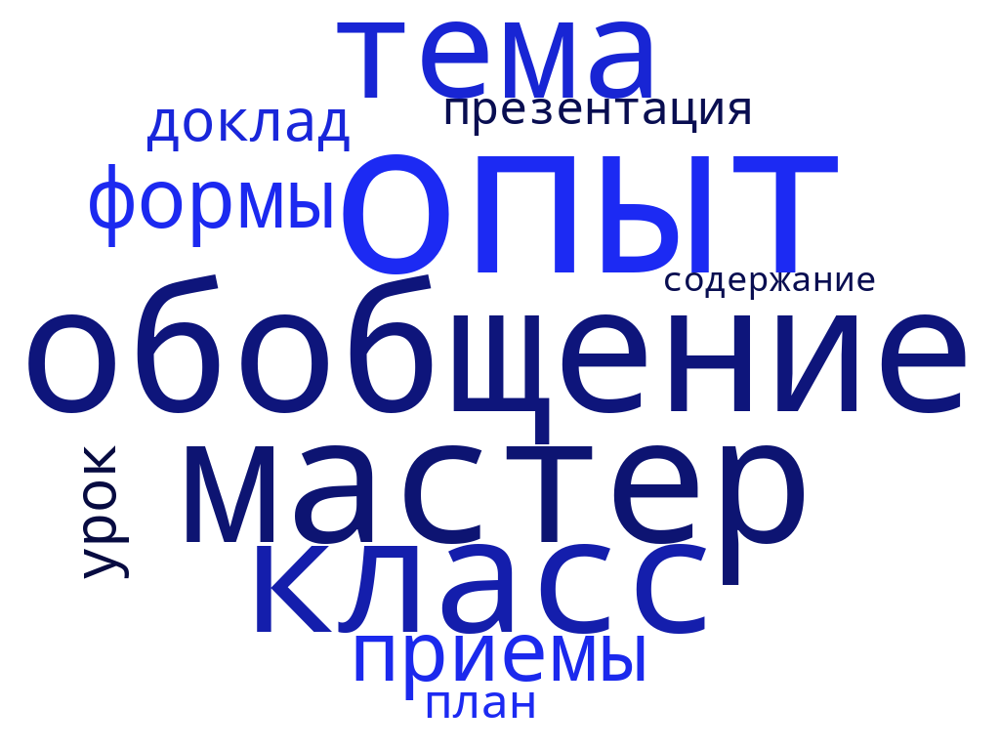 тема
презентация
доклад
формы
опыт
содержание
обобщение
мастер
урок
класс
приемы
план